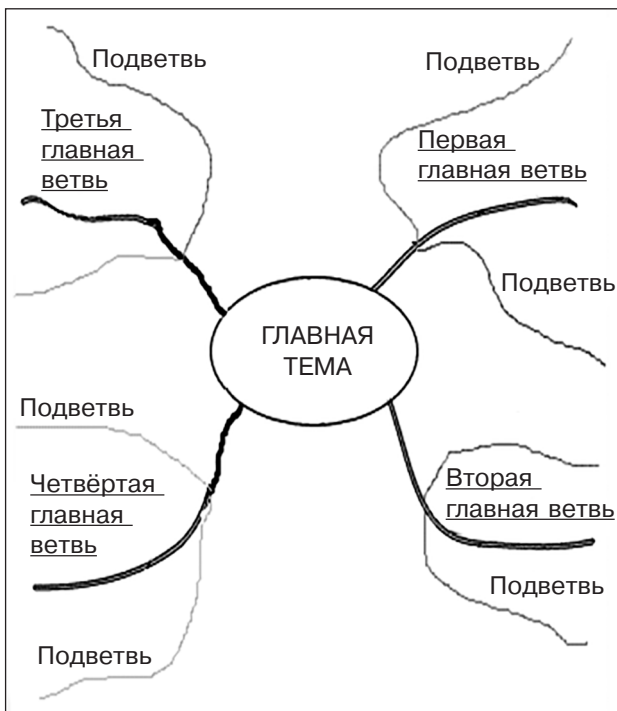 Подветвь
Подветвь
Третья
главная
ветвь
Первая
главная ветвь
Подветвь
ГЛАВНАЯ
ТЕМА
Подветвь
Четвёртая
главная
ветвь
Вторая
главная ветвь
Подветвь
Подветвь